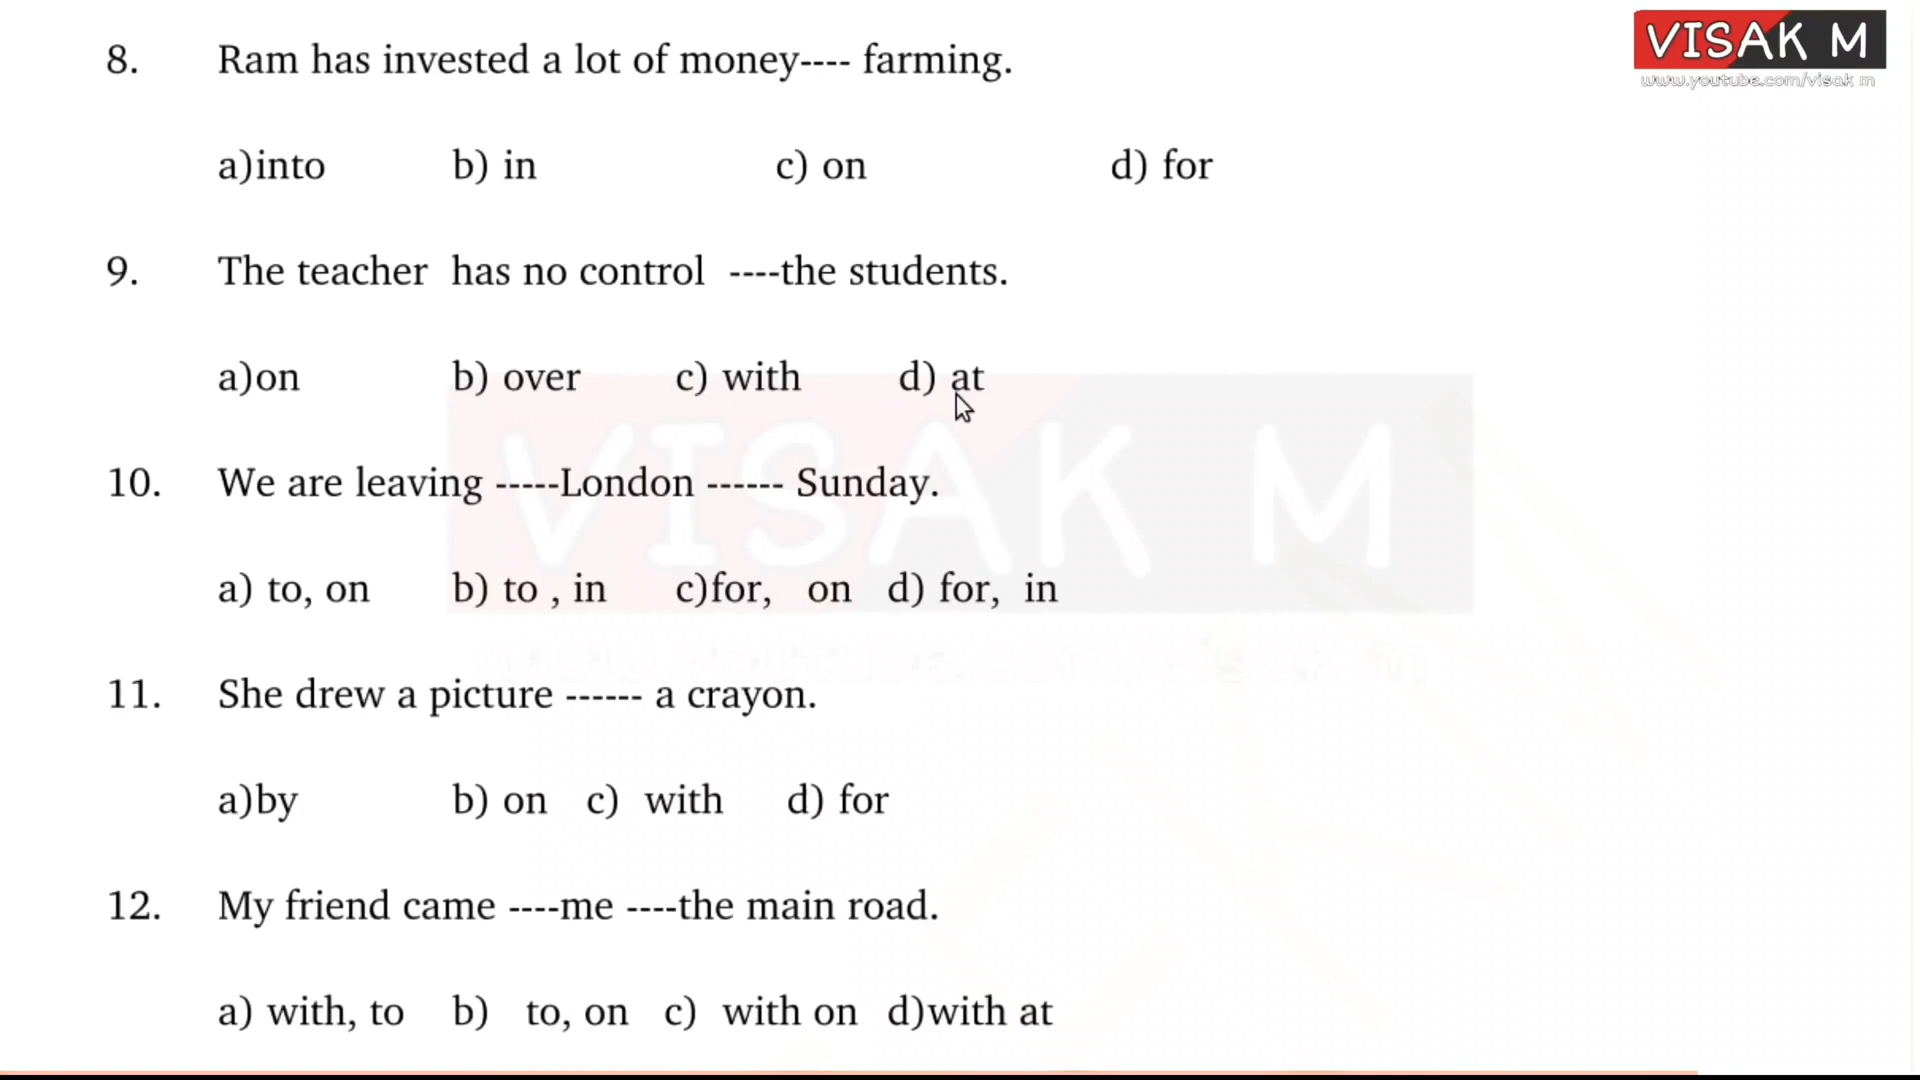 VISAK M
www.youtube.com/visak m
8. Ram has invested a lot of money---- farming.
a)into b) in c) on d) for
9. The teacher has no control ----the students.
a)on b) over c) with d) at
10. We are leaving -----London ------ Sunday.
a) to, on b) to , in c)for, on d) for, in
11. She drew a picture ------ a crayon.
a)by b) on c) with d) for
12. My friend came ----me ----the main road.
a) with, to b) to, on c) with on d)with at
VISAK M